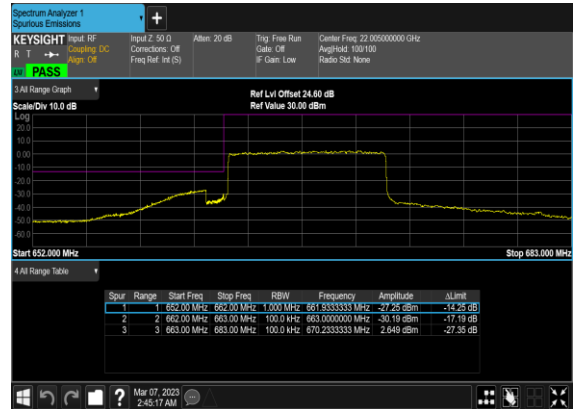 Spectrum Analyzer 1
Spurious Emissions
+
KEYSIGHT Input: RF Input Z: 50 Ω Atten: 20 dB Trig: Free Run Center Freq: 22.005000000 GHz
R T Coupling: DC Corrections: Off Gate: Off Avg|Hold: 100/100
Align: Off Freq Ref: Int (S) IF Gain: Low Radio Std: None
LW PASS
3 All Range Graph
Ref Lvl Offset 24.60 dB
Scale/Div 10.0 dB Ref Value 30.00 dBm
Log
20.0
10.0
0.00
-10.0
-20.0
-30.0
-40.0
-50.0
-60.0
Start 652.000 MHz Stop 683.000 MHz
4 All Range Table
Spur Range Start Freq Stop Freq RBW Frequency Amplitude ΔLimit
1 1 652.00 MHz 662.00 MHz 1.000 MHz 661.9333333 MHz -27.25 dBm -14.25 dB
2 2 662.00 MHz 663.00 MHz 100.0 kHz 663.0000000 MHz -30.19 dBm -17.19 dB
3 3 663.00 MHz 683.00 MHz 100.0 kHz 670.2333333 MHz 2.649 dBm -27.35 dB
? Mar 07, 2023
2:45:17 AM